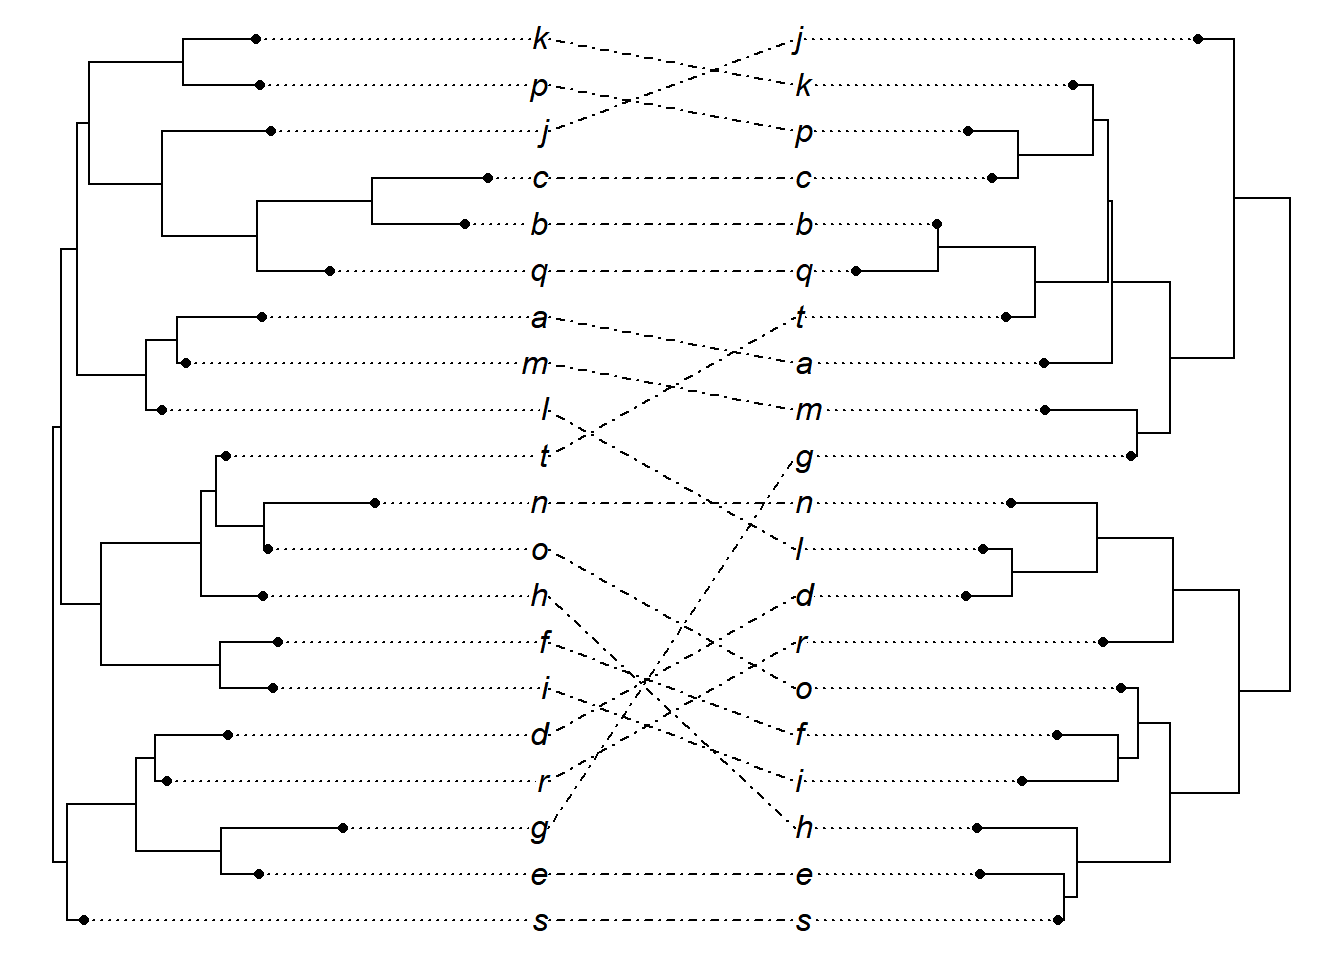 k j
p k
j p
c c
b b
q q
a t
m a
l m
t g
n n
o l
h d
f r
i o
d f
r i
g h
e e
s s